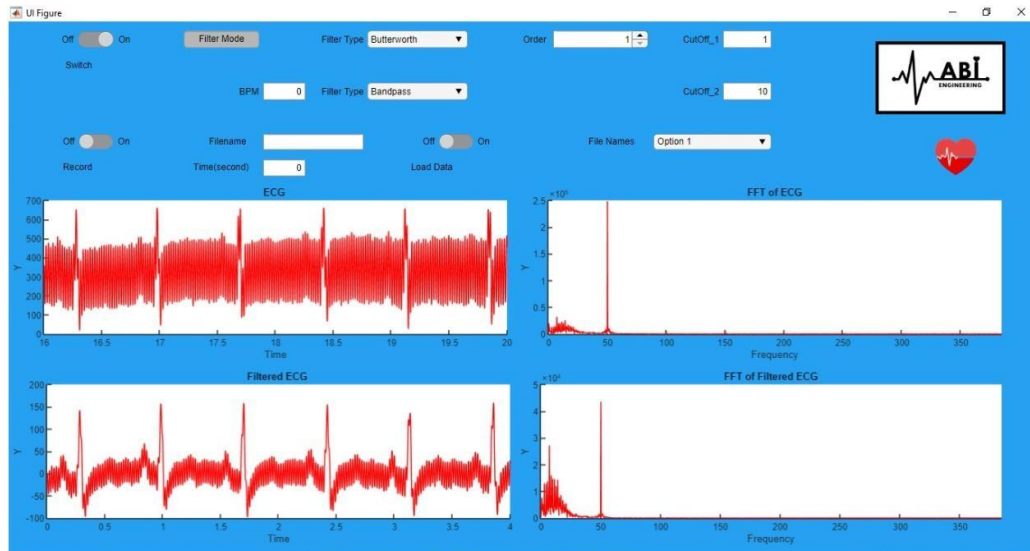 UI Figure
Off On Filter Mode Filter Type Butterworth Order 1 CutOff_1 1
Switch
BPM 0 Filter Type Bandpass CutOff_2 10
ABI
ENGINEERING
Off On Filename Off On File Names Option 1
Record Time(second) 0 Load Data
ECG
700
600
500
400
300
200
100
0
Y
16 16.5 17 17.5 18 18.5 19 19.5 20
Time
FFT of ECG
2.5
2
1.5
1
0.5
0
Y
0 50 100 150 200 250 300 350
Frequency
Filtered ECG
200
150
100
50
0
-50
-100
Y
0 0.5 1 1.5 2 2.5 3 3.5 4
Time
FFT of Filtered ECG
5
4
3
2
1
0
Y
0 50 100 150 200 250 300 350
Frequency